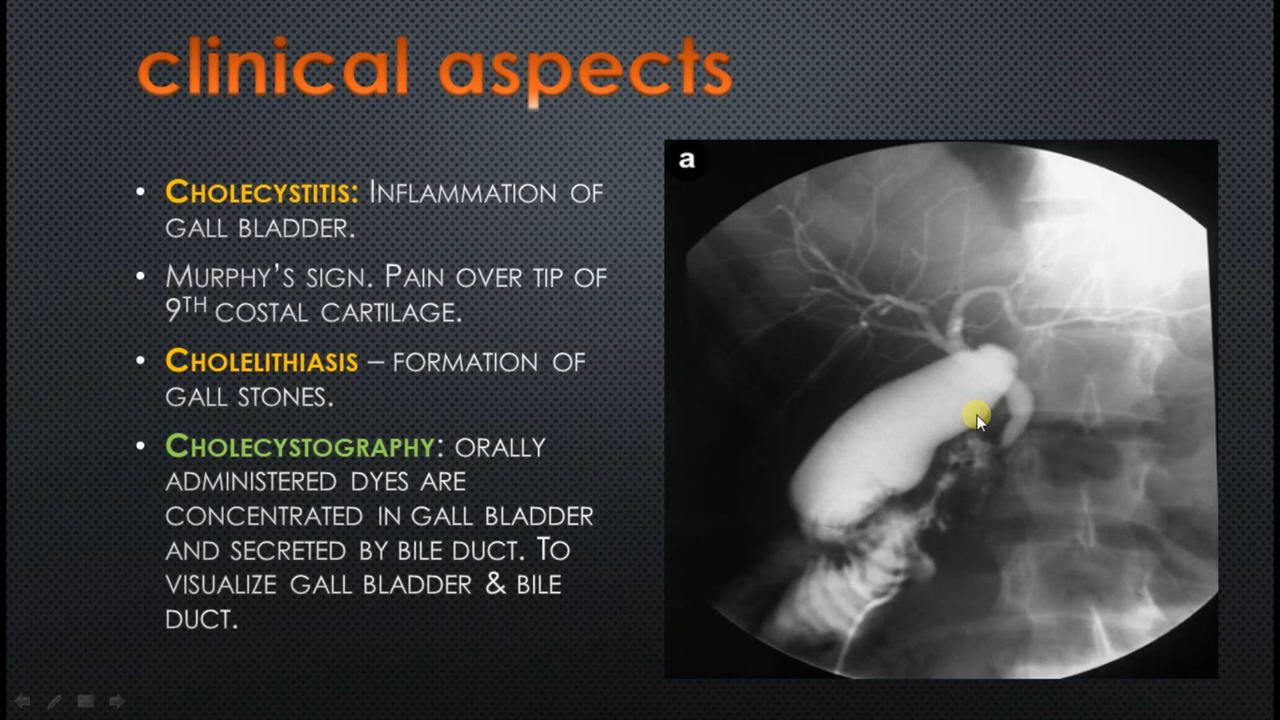 clinical aspects
• Cholecystitis: Inflammation of
gall bladder.
• Murphy's sign. Pain over tip of
9th costal cartilage.
• Cholelithiasis – formation of
gall stones.
• Cholecystography: orally
administered dyes are
concentrated in gall bladder
and secreted by bile duct. To
visualize gall bladder & bile
duct.
a